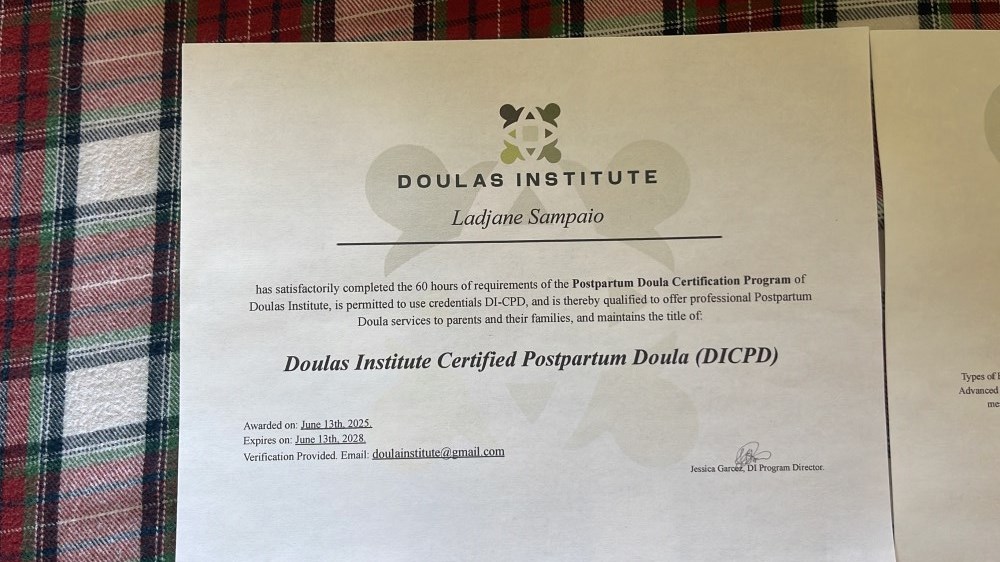 DOULAS INSTITUTE
Ladjane Sampaio
has satisfactorily completed the 60 hours of requirements of the Postpartum Doula Certification Program of
Doulas Institute, is permitted to use credentials DI-CPD, and is thereby qualified to offer professional Postpartum
Doula services to parents and their families, and maintains the title of:
Doulas Institute Certified Postpartum Doula (DICPD)
Awarded on: June 13th, 2025.
Expires on: June 13th, 2028.
Verification Provided. Email: doulainstitute@gmail.com
Jessica Garcez, DI Program Director.
Types of
Advanced
me